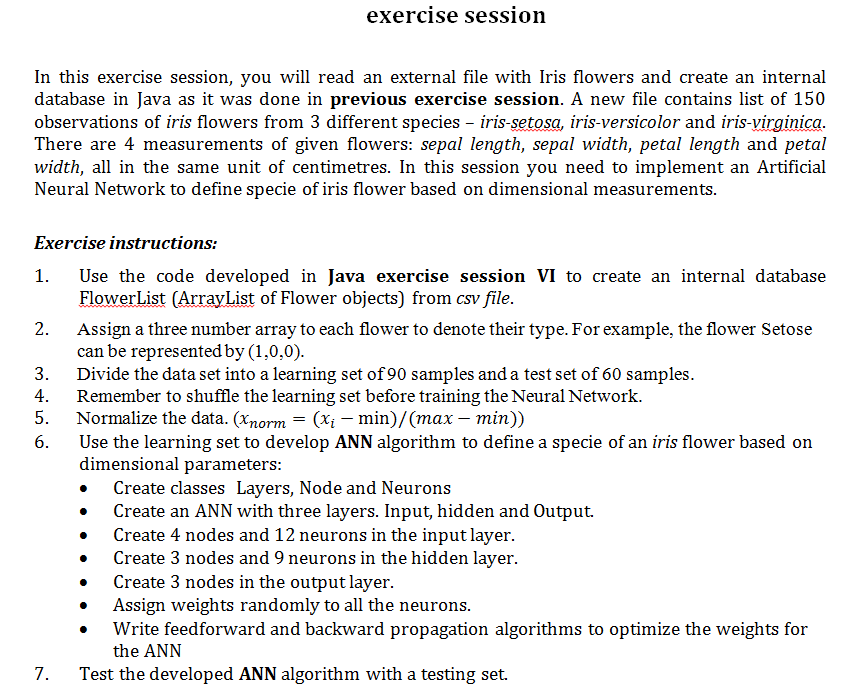 exercise session
In this exercise session, you will read an external file with Iris flowers and create an internal
database in Java as it was done in previous exercise session. A new file contains list of 150
observations of iris flowers from 3 different species – iris-setosa, iris-versicolor and iris-virginica.
There are 4 measurements of given flowers: sepal length, sepal width, petal length and petal
width, all in the same unit of centimetres. In this session you need to implement an Artificial
Neural Network to define specie of iris flower based on dimensional measurements.
Exercise instructions:
1. Use the code developed in Java exercise session VI to create an internal database
FlowerList (ArrayList of Flower objects) from csv file.
2. Assign a three number array to each flower to denote their type. For example, the flower Setose
can be represented by (1,0,0).
3. Divide the data set into a learning set of 90 samples and a test set of 60 samples.
4. Remember to shuffle the learning set before training the Neural Network.
5. Normalize the data. (x_norm = (x_i − min)/(max − min))
6. Use the learning set to develop ANN algorithm to define a specie of an iris flower based on
dimensional parameters:
• Create classes Layers, Node and Neurons
• Create an ANN with three layers. Input, hidden and Output.
• Create 4 nodes and 12 neurons in the input layer.
• Create 3 nodes and 9 neurons in the hidden layer.
• Create 3 nodes in the output layer.
• Assign weights randomly to all the neurons.
• Write feedforward and backward propagation algorithms to optimize the weights for
the ANN
7. Test the developed ANN algorithm with a testing set.